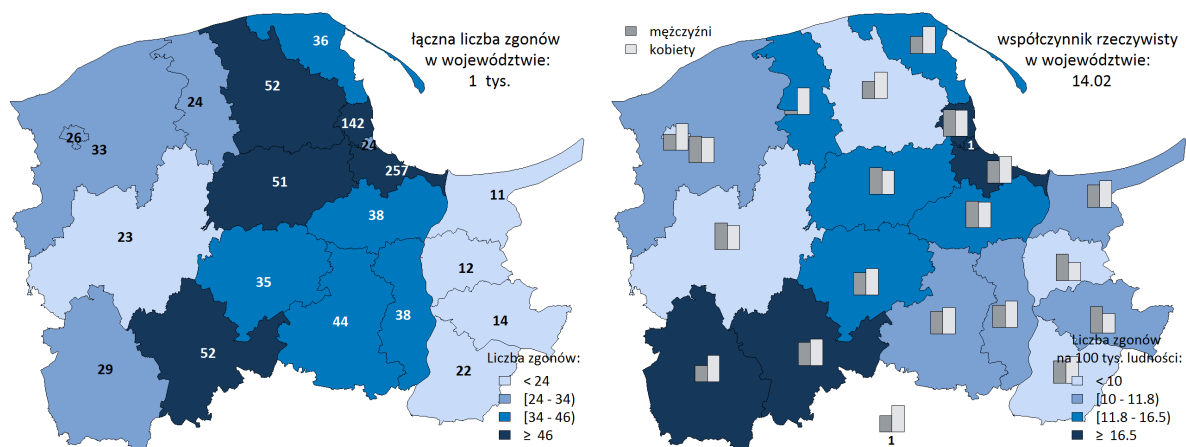 łączna liczba zgonów
w województwie:
1 tys.
36
52
24
142
26
33
24
257
51
11
38
23
12
35
14
44
38
52
29
22
Liczba zgonów:
< 24
[24 - 34)
[34 - 46)
≥ 46
mężczyźni
kobiety
współczynnik rzeczywisty
w województwie:
14.02
1
Liczba zgonów
na 100 tys. ludności:
< 10
[10 - 11.8)
[11.8 - 16.5)
≥ 16.5
1